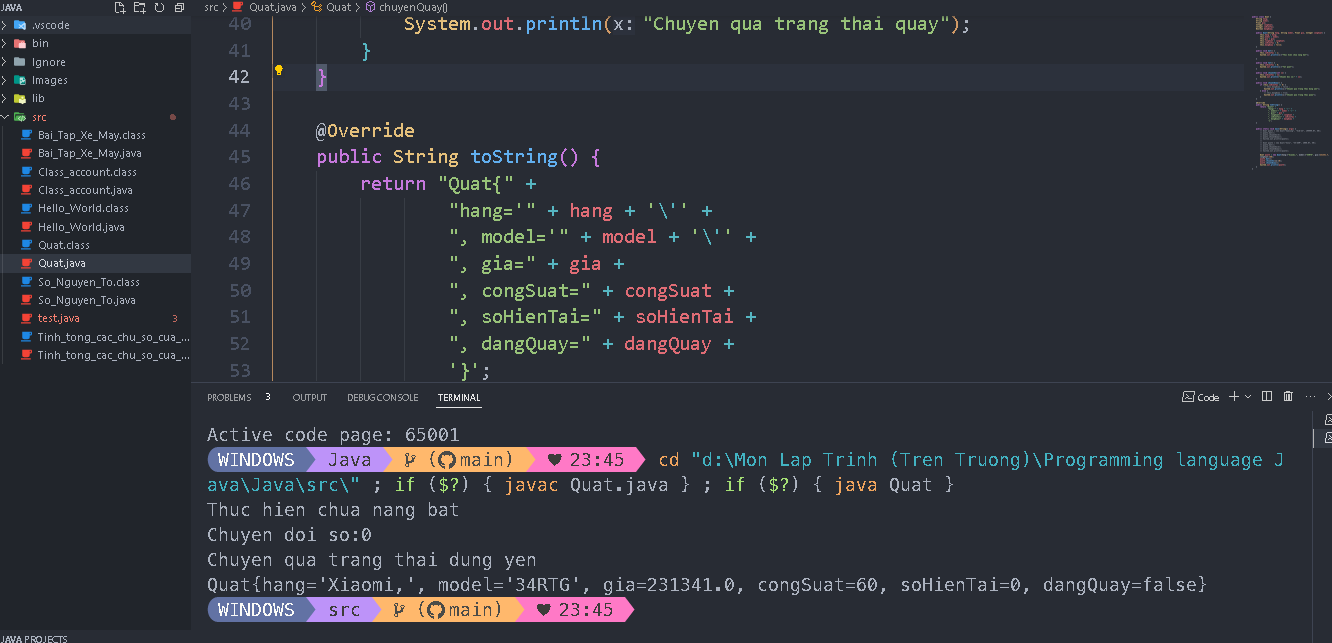 JAVA
.vscode
bin
Ignore
Images
lib
src
Bai_Tap_Xe_May.class
Bai_Tap_Xe_May.java
Class_account.class
Class_account.java
Hello_World.class
Hello_World.java
Quat.class
Quat.java
So_Nguyen_To.class
So_Nguyen_To.java
test.java 3
Tinh_tong_cac_chu_so_cua_...
Tinh_tong_cac_chu_so_cua_...
JAVA PROJECTS
src > Quat.java > Quat > chuyenQuay()
40 System.out.println(x: "Chuyen qua trang thai quay");
41 }
42 }
43
44 @Override
45 public String toString() {
46 return "Quat{" +
47 "hang='" + hang + '\'' +
48 ", model='" + model + '\'' +
49 ", gia=" + gia +
50 ", congSuat=" + congSuat +
51 ", soHienTai=" + soHienTai +
52 ", dangQuay=" + dangQuay +
53 '}';
PROBLEMS 3 OUTPUT DEBUG CONSOLE TERMINAL Code
Active code page: 65001
WINDOWS Java (main) ♥ 23:45 cd "d:\Mon Lap Trinh (Tren Truong)\Programming language J
ava\Java\src\" ; if ($?) { javac Quat.java } ; if ($?) { java Quat }
Thuc hien chua nang bat
Chuyen doi so:0
Chuyen qua trang thai dung yen
Quat{hang='Xiaomi,', model='34RTG', gia=231341.0, congSuat=60, soHienTai=0, dangQuay=false}
WINDOWS src (main) ♥ 23:45